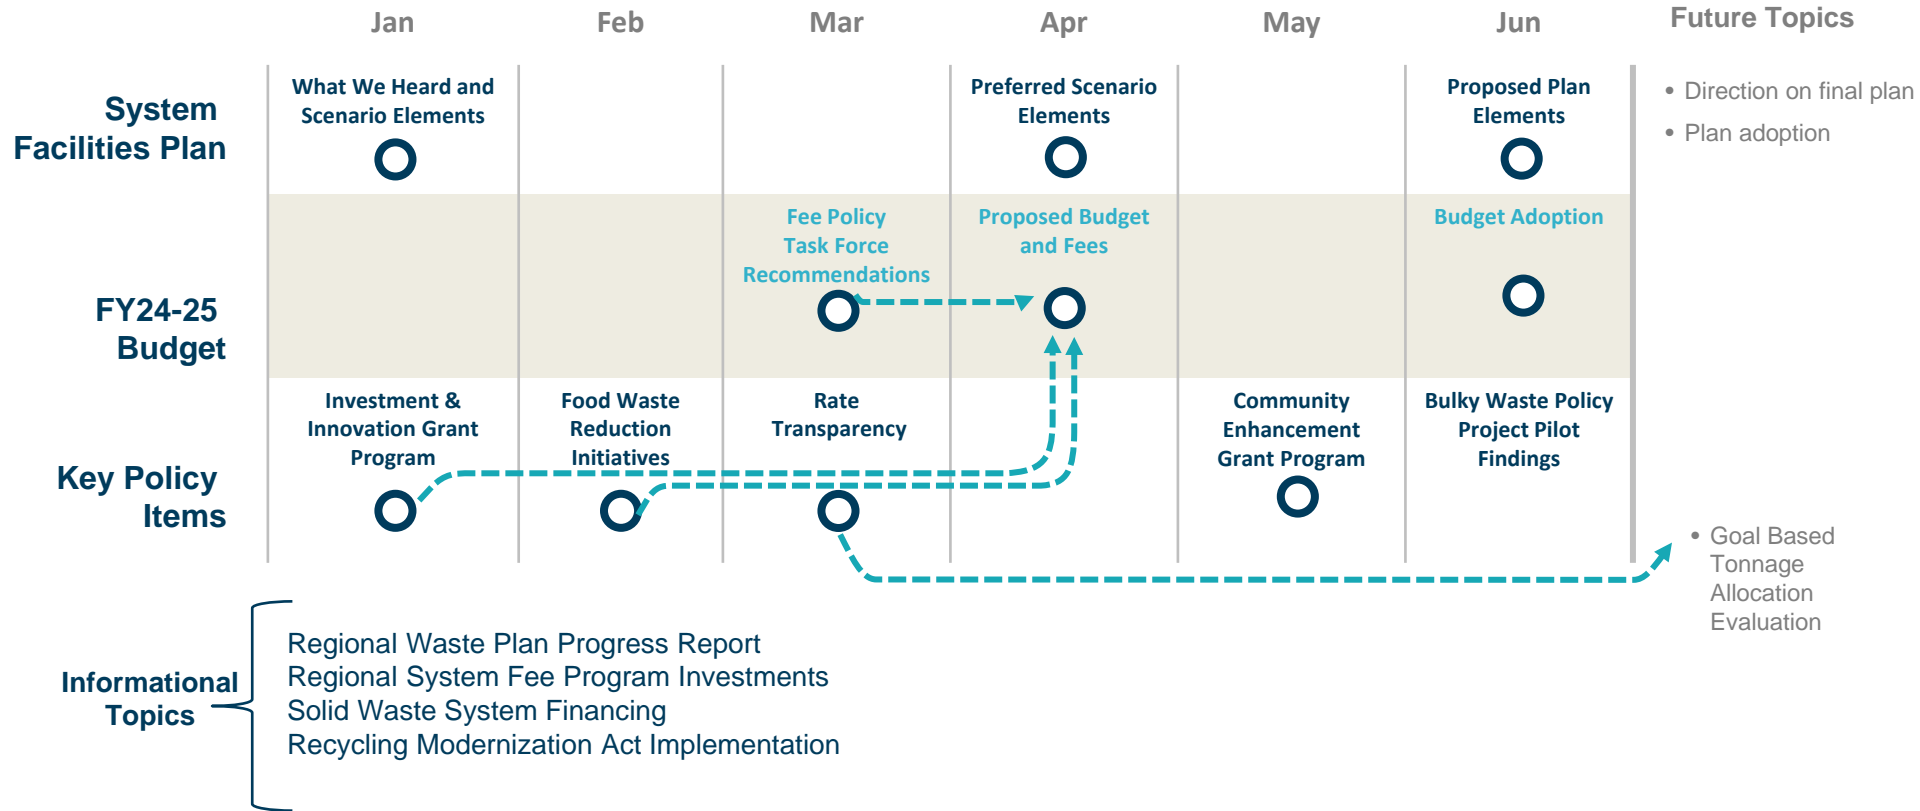 Jan
Feb
Mar
Apr
May
Jun
Future Topics
System
Facilities Plan
What We Heard and
Scenario Elements
Preferred Scenario
Elements
Proposed Plan
Elements
• Direction on final plan
• Plan adoption
FY24-25
Budget
Fee Policy
Task Force
Recommendations
Proposed Budget
and Fees
Budget Adoption
Key Policy
Items
Investment &
Innovation Grant
Program
Food Waste
Reduction
Initiatives
Rate
Transparency
Community
Enhancement
Grant Program
Bulky Waste Policy
Project Pilot
Findings
• Goal Based
Tonnage
Allocation
Evaluation
Informational
Topics
Regional Waste Plan Progress Report
Regional System Fee Program Investments
Solid Waste System Financing
Recycling Modernization Act Implementation